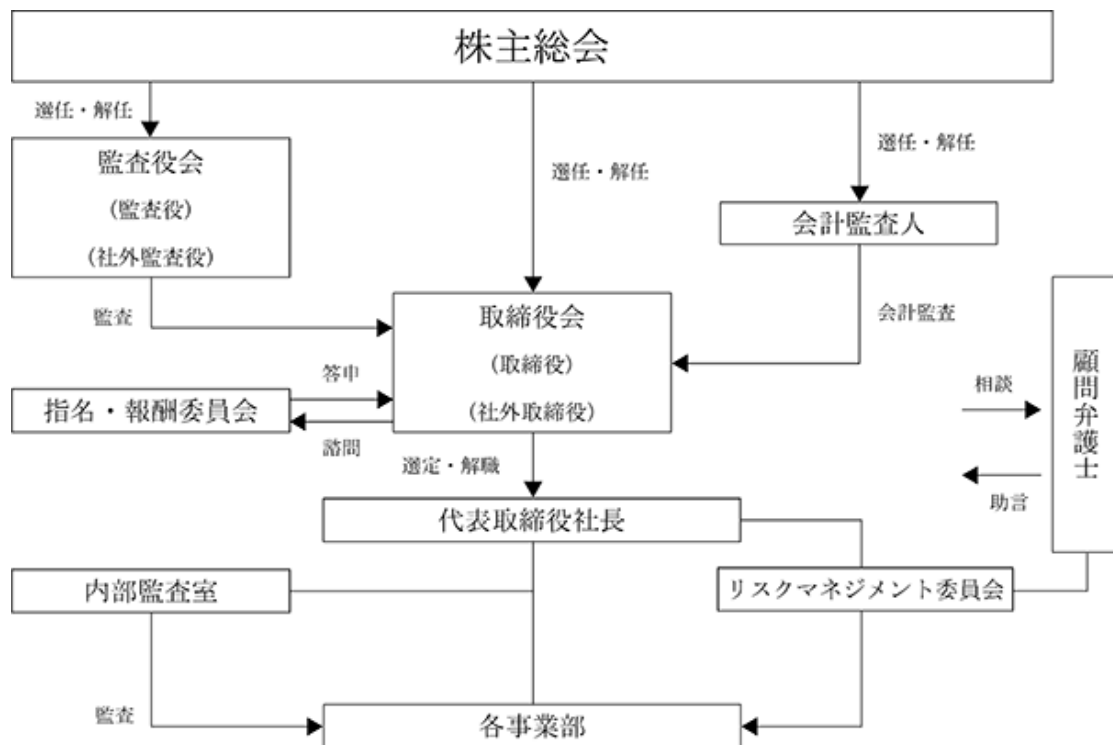 株主総会
選任・解任
選任・解任
選任・解任
監査役会
(監査役)
(社外監査役)
会計監査人
監査
取締役会
(取締役)
(社外取締役)
会計監査
答申
指名・報酬委員会
諮問
相談
助言
顧問弁護士
選定・解職
代表取締役社長
内部監査室
リスクマネジメント委員会
監査
各事業部